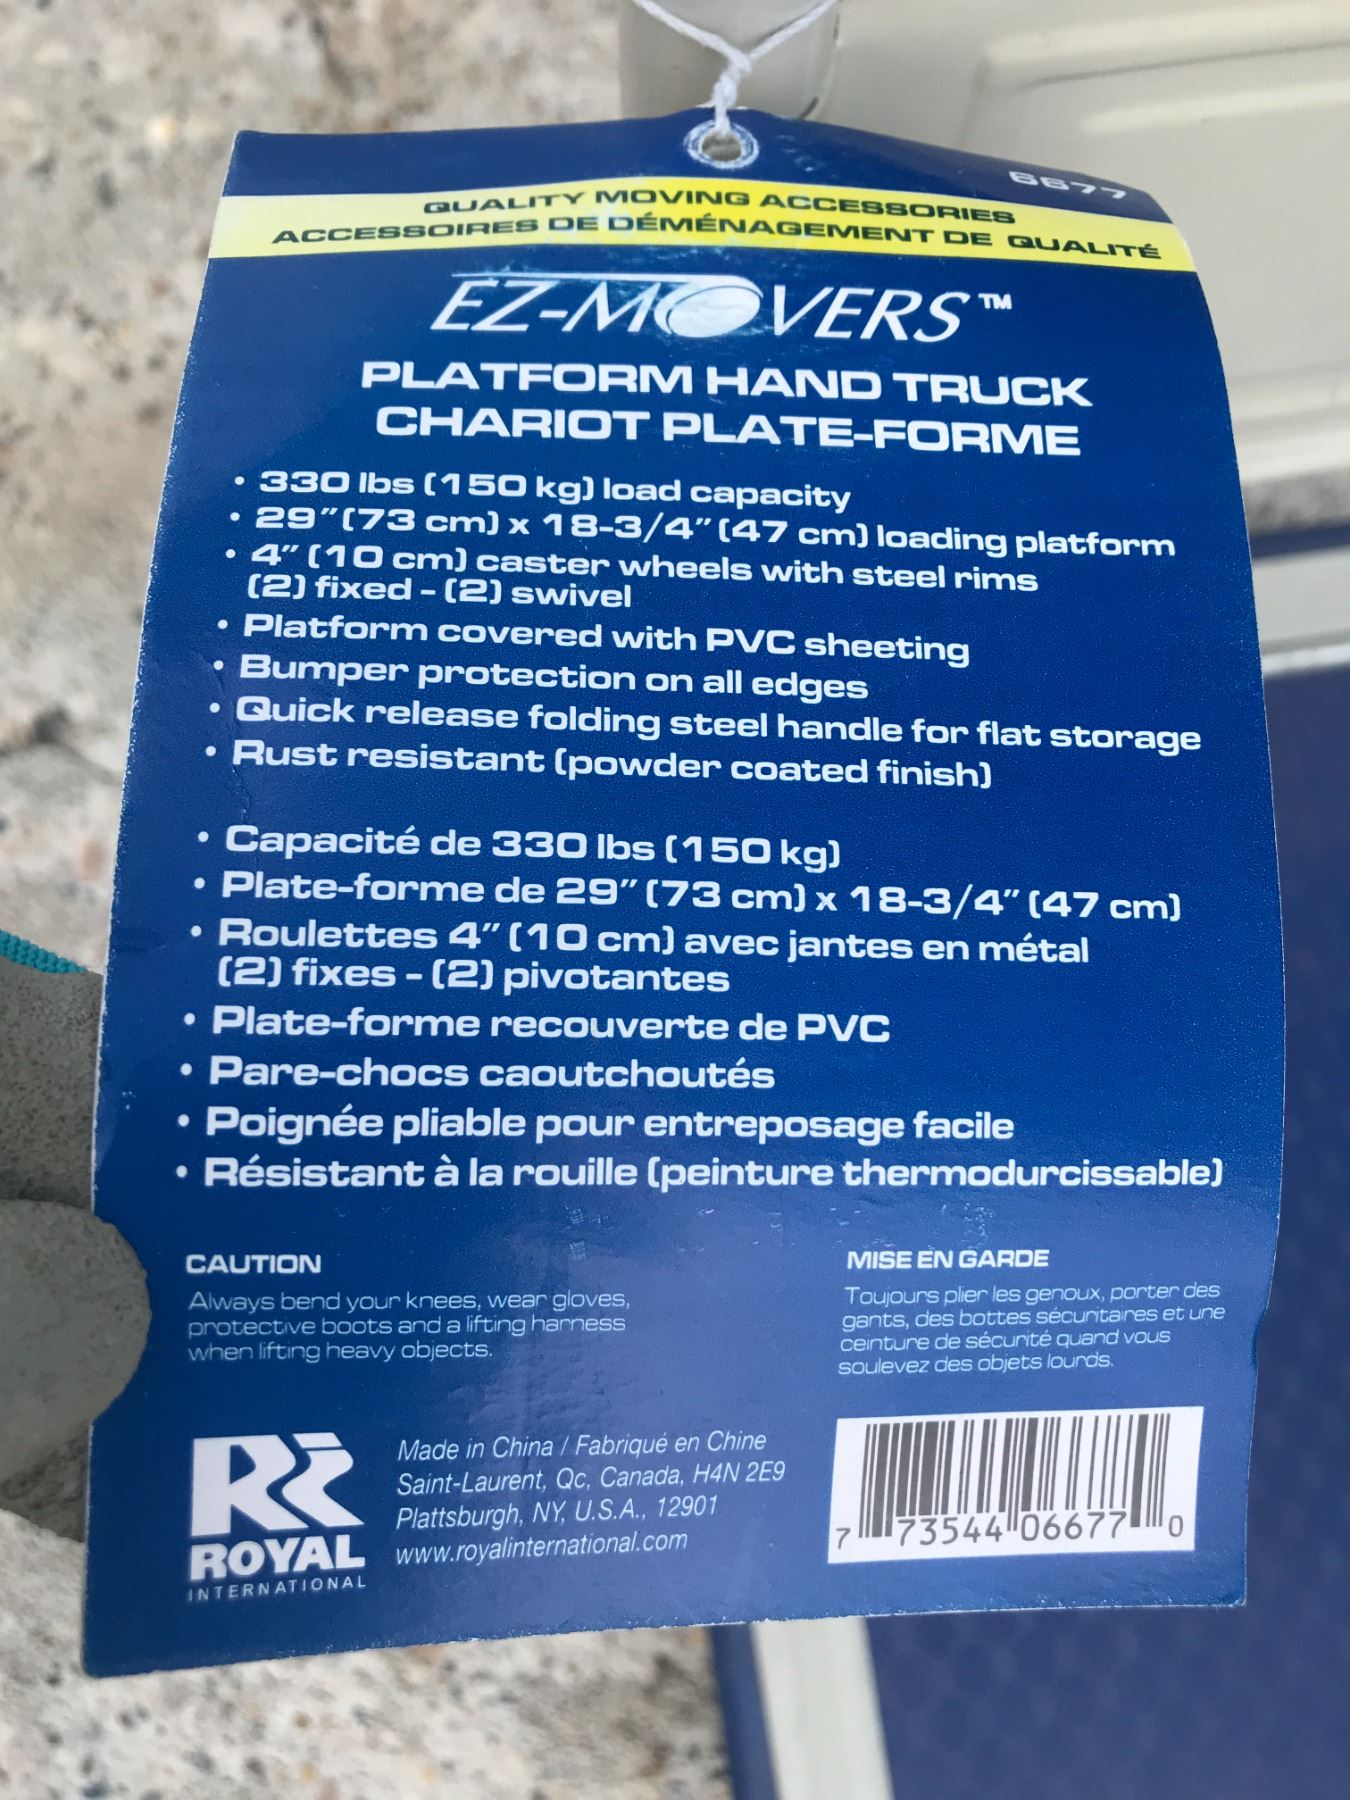 6677
QUALITY MOVING ACCESSORIES
ACCESSOIRES DE DÉMÉNAGEMENT DE QUALITÉ
EZ-MOVERS™
PLATFORM HAND TRUCK
CHARIOT PLATE-FORME
• 330 lbs (150 kg) load capacity
• 29" (73 cm) x 18-3/4" (47 cm) loading platform
• 4" (10 cm) caster wheels with steel rims
(2) fixed - (2) swivel
• Platform covered with PVC sheeting
• Bumper protection on all edges
• Quick release folding steel handle for flat storage
• Rust resistant (powder coated finish)
• Capacité de 330 lbs (150 kg)
• Plate-forme de 29" (73 cm) x 18-3/4" (47 cm)
• Roulettes 4" (10 cm) avec jantes en métal
(2) fixes - (2) pivotantes
• Plate-forme recouverte de PVC
• Pare-chocs caoutchoutés
• Poignée pliable pour entreposage facile
• Résistant à la rouille (peinture thermodurcissable)
CAUTION
Always bend your knees, wear gloves,
protective boots and a lifting harness
when lifting heavy objects.
MISE EN GARDE
Toujours plier les genoux, porter des
gants, des bottes sécuritaires et une
ceinture de sécurité quand vous
soulevez des objets lourds.
ROYAL
INTERNATIONAL
Made in China / Fabriqué en Chine
Saint-Laurent, Qc, Canada, H4N 2E9
Plattsburgh, NY, U.S.A., 12901
www.royalinternational.com
7 73544 06677 0